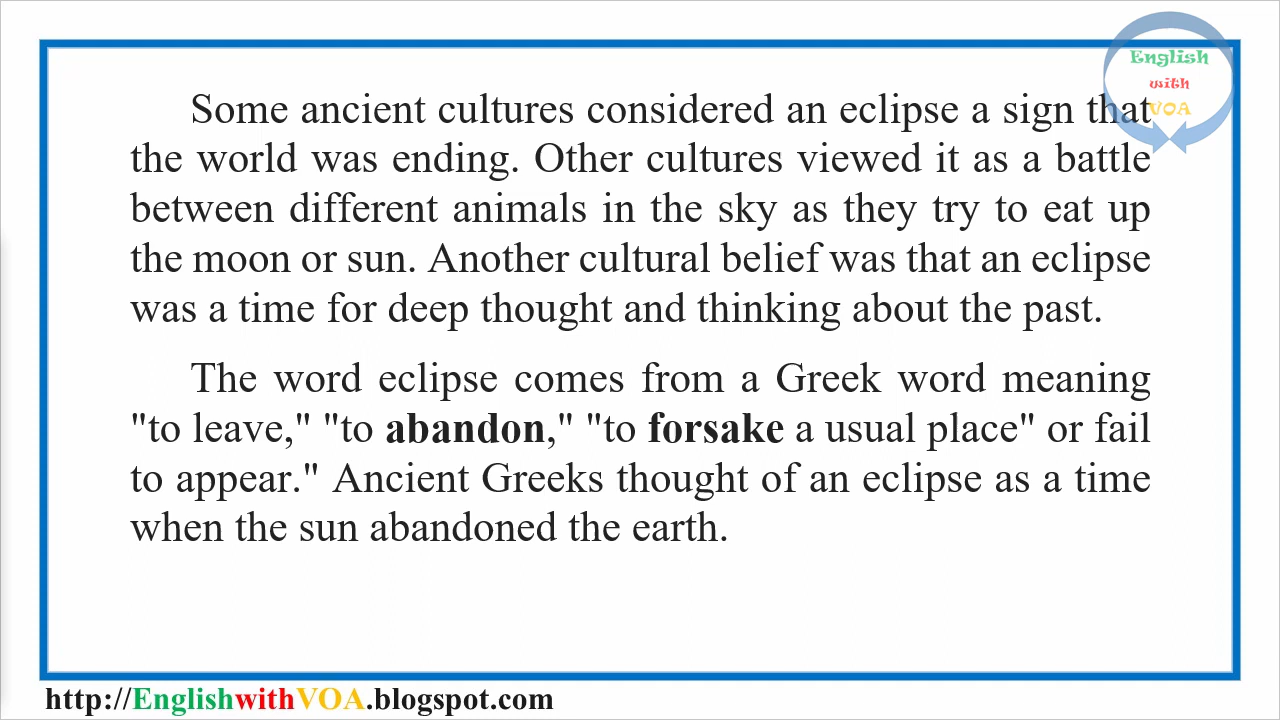 English
with
VOA
Some ancient cultures considered an eclipse a sign that
the world was ending. Other cultures viewed it as a battle
between different animals in the sky as they try to eat up
the moon or sun. Another cultural belief was that an eclipse
was a time for deep thought and thinking about the past.
The word eclipse comes from a Greek word meaning
"to leave," "to abandon," "to forsake a usual place" or fail
to appear." Ancient Greeks thought of an eclipse as a time
when the sun abandoned the earth.
http://EnglishwithVOA.blogspot.com